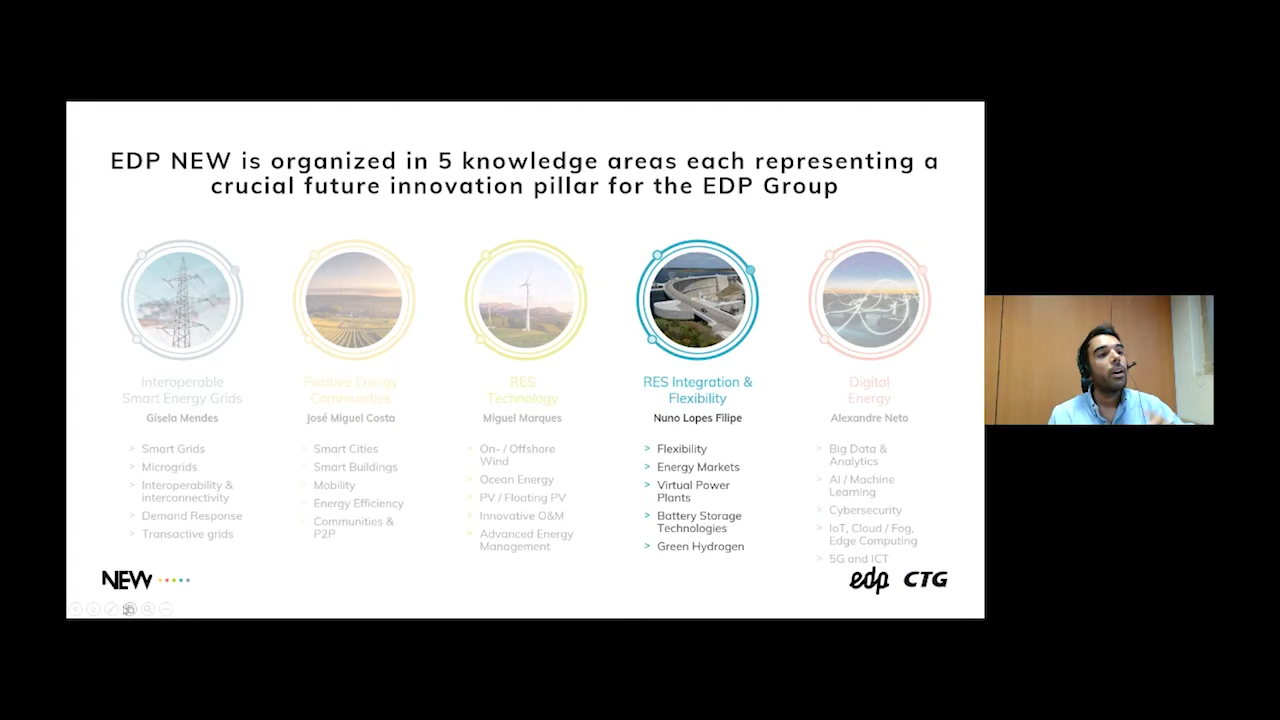 EDP NEW is organized in 5 knowledge areas each representing a
crucial future innovation pillar for the EDP Group
Interoperable
Smart Energy Grids
Gisela Mendes
> Smart Grids
> Microgrids
> Interoperability &
interconnectivity
> Demand Response
> Transactive grids
Positive Energy
Communities
José Miguel Costa
> Smart Cities
> Smart Buildings
> Mobility
> Energy Efficiency
> Communities &
P2P
RES
Technology
Miguel Marques
> On- / Offshore
Wind
> Ocean Energy
> PV / Floating PV
> Innovative O&M
> Advanced Energy
Management
RES Integration &
Flexibility
Nuno Lopes Filipe
> Flexibility
> Energy Markets
> Virtual Power
Plants
> Battery Storage
Technologies
> Green Hydrogen
Digital
Energy
Alexandre Neto
> Big Data &
Analytics
> AI / Machine
Learning
> Cybersecurity
> IoT, Cloud / Fog,
Edge Computing
> 5G and ICT
NEW
edp CTG